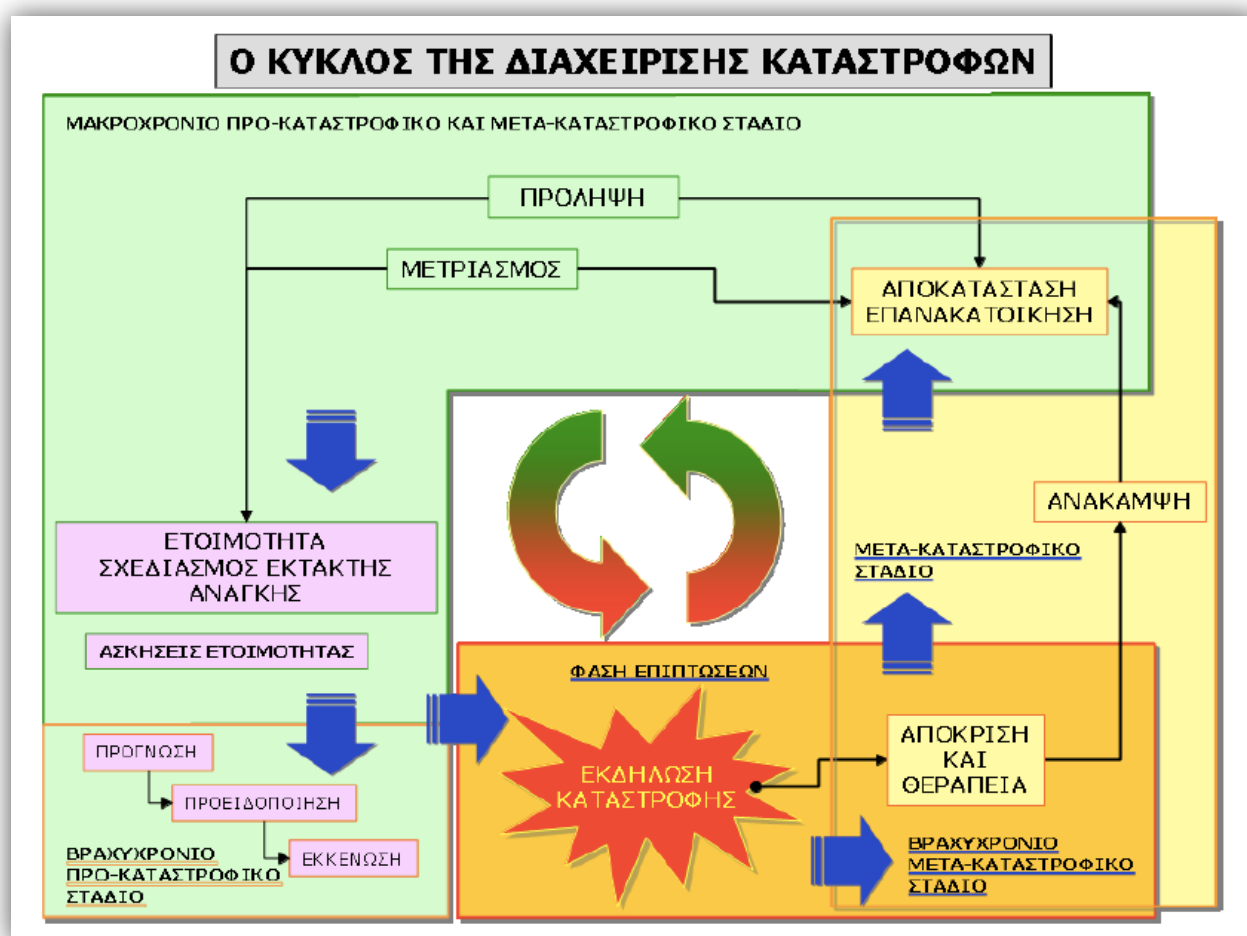 Ο ΚΥΚΛΟΣ ΤΗΣ ΔΙΑΧΕΙΡΙΣΗΣ ΚΑΤΑΣΤΡΟΦΩΝ
ΜΑΚΡΟΧΡΟΝΙΟ ΠΡΟ-ΚΑΤΑΣΤΡΟΦΙΚΟ ΚΑΙ ΜΕΤΑ-ΚΑΤΑΣΤΡΟΦΙΚΟ ΣΤΑΔΙΟ
ΠΡΟΛΗΨΗ
ΜΕΤΡΙΑΣΜΟΣ
ΑΠΟΚΑΤΑΣΤΑΣΗ
ΕΠΑΝΑΚΑΤΟΙΚΗΣΗ
ΑΝΑΚΑΜΨΗ
ΕΤΟΙΜΟΤΗΤΑ
ΣΧΕΔΙΑΣΜΟΣ ΕΚΤΑΚΤΗΣ
ΑΝΑΓΚΗΣ
ΜΕΤΑ-ΚΑΤΑΣΤΡΟΦΙΚΟ
ΣΤΑΔΙΟ
ΑΣΚΗΣΕΙΣ ΕΤΟΙΜΟΤΗΤΑΣ
ΦΑΣΗ ΕΠΙΠΤΩΣΕΩΝ
ΠΡΟΓΝΩΣΗ
ΠΡΟΕΙΔΟΠΟΙΗΣΗ
ΕΚΚΕΝΩΣΗ
ΒΡΑΧΥΧΡΟΝΙΟ
ΠΡΟ-ΚΑΤΑΣΤΡΟΦΙΚΟ
ΣΤΑΔΙΟ
ΕΚΔΗΛΩΣΗ
ΚΑΤΑΣΤΡΟΦΗΣ
ΑΠΟΚΡΙΣΗ
ΚΑΙ
ΘΕΡΑΠΕΙΑ
ΒΡΑΧΥΧΡΟΝΙΟ
ΜΕΤΑ-ΚΑΤΑΣΤΡΟΦΙΚΟ
ΣΤΑΔΙΟ